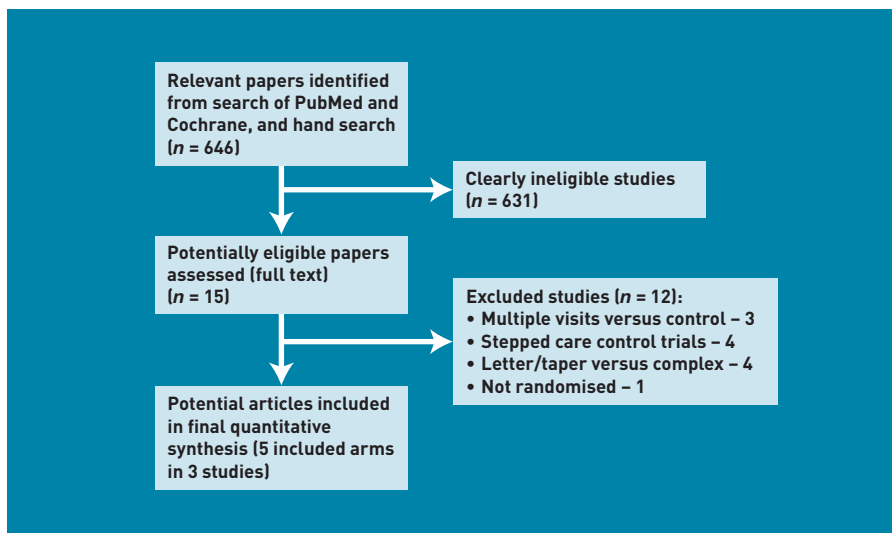 Relevant papers identified
from search of PubMed and
Cochrane, and hand search
(n = 646)
Clearly ineligible studies
(n = 631)
Potentially eligible papers
assessed (full text)
(n = 15)
Excluded studies (n = 12):
• Multiple visits versus control – 3
• Stepped care control trials – 4
• Letter/taper versus complex – 4
• Not randomised – 1
Potential articles included
in final quantitative
synthesis (5 included arms
in 3 studies)